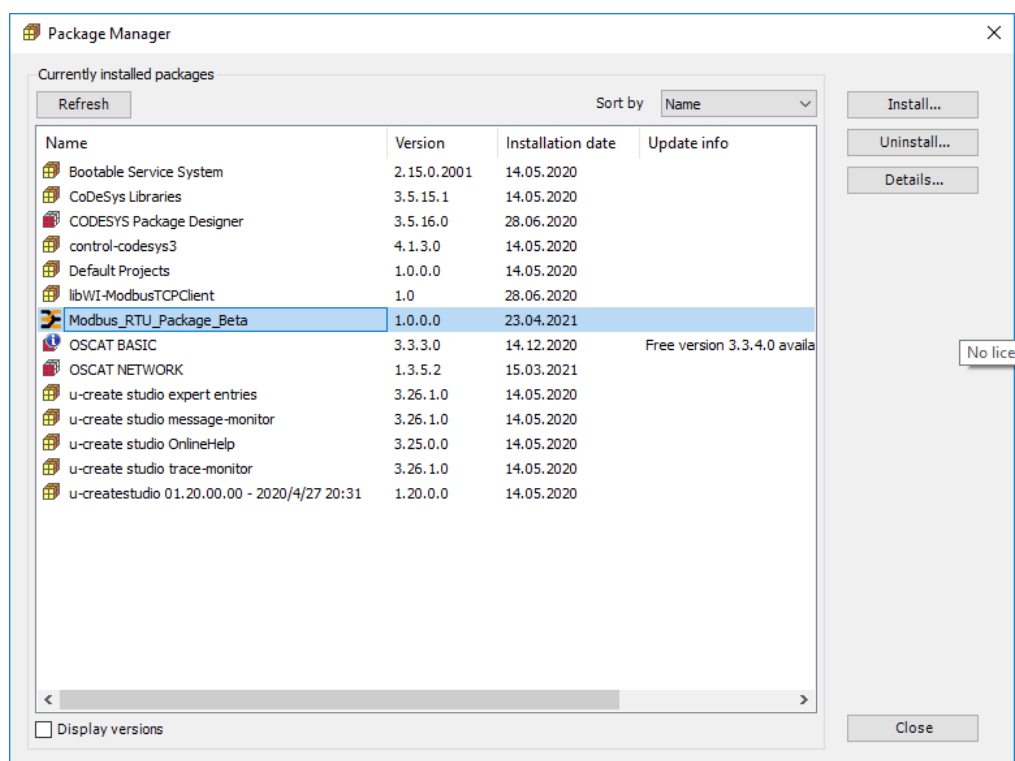 Package Manager
Currently installed packages
Refresh Sort by Name Install...
Name Version Installation date Update info Uninstall...
Bootable Service System 2.15.0.2001 14.05.2020
Details...
CoDeSys Libraries 3.5.15.1 14.05.2020
CODESYS Package Designer 3.5.16.0 28.06.2020
control-codesys3 4.1.3.0 14.05.2020
Default Projects 1.0.0.0 14.05.2020
libWI-ModbusTCPClient 1.0 28.06.2020
Modbus_RTU_Package_Beta 1.0.0.0 23.04.2021
OSCAT BASIC 3.3.3.0 14.12.2020 Free version 3.3.4.0 availa
No lice
OSCAT NETWORK 1.3.5.2 15.03.2021
u-create studio expert entries 3.26.1.0 14.05.2020
u-create studio message-monitor 3.26.1.0 14.05.2020
u-create studio OnlineHelp 3.25.0.0 14.05.2020
u-create studio trace-monitor 3.26.1.0 14.05.2020
u-createstudio 01.20.00.00 - 2020/4/27 20:31 1.20.0.0 14.05.2020
Display versions Close